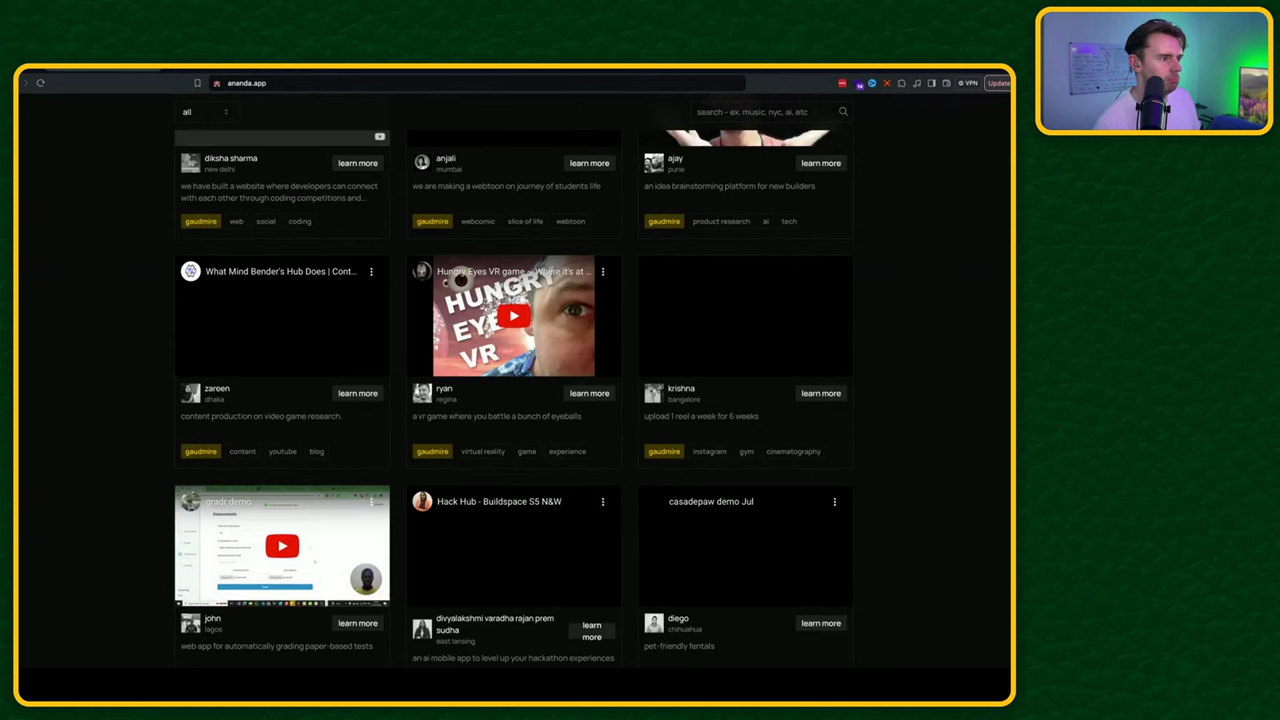 ananda.app
VPN
Update
all
search – ex. music, nyc, ai, etc
diksha sharma
new delhi
learn more
we have built a website where developers can connect
with each other through coding competitions and...
gaudmire web social coding
anjali
mumbai
learn more
we are making a webtoon on journey of students life
gaudmire webcomic slice of life webtoon
ajay
pune
learn more
an idea brainstorming platform for new builders
gaudmire product research ai tech
What Mind Bender's Hub Does | Cont...
zareen
dhaka
learn more
content production on video game research.
gaudmire content youtube blog
Hungry Eyes VR game – Where it's at ...
HUNGRY
EYE
VR
ryan
regina
learn more
a vr game where you battle a bunch of eyeballs
gaudmire virtual reality game experience
krishna
bangalore
learn more
upload 1 reel a week for 6 weeks
gaudmire instagram gym cinematography
gradr demo
Assessments
john
lagos
learn more
web app for automatically grading paper-based tests
Hack Hub - Buildspace S5 N&W
divyalakshmi varadha rajan prem
sudha
east lansing
learn
more
an ai mobile app to level up your hackathon experiences
casadepaw demo Jul
diego
chihuahua
learn more
pet-friendly fentals